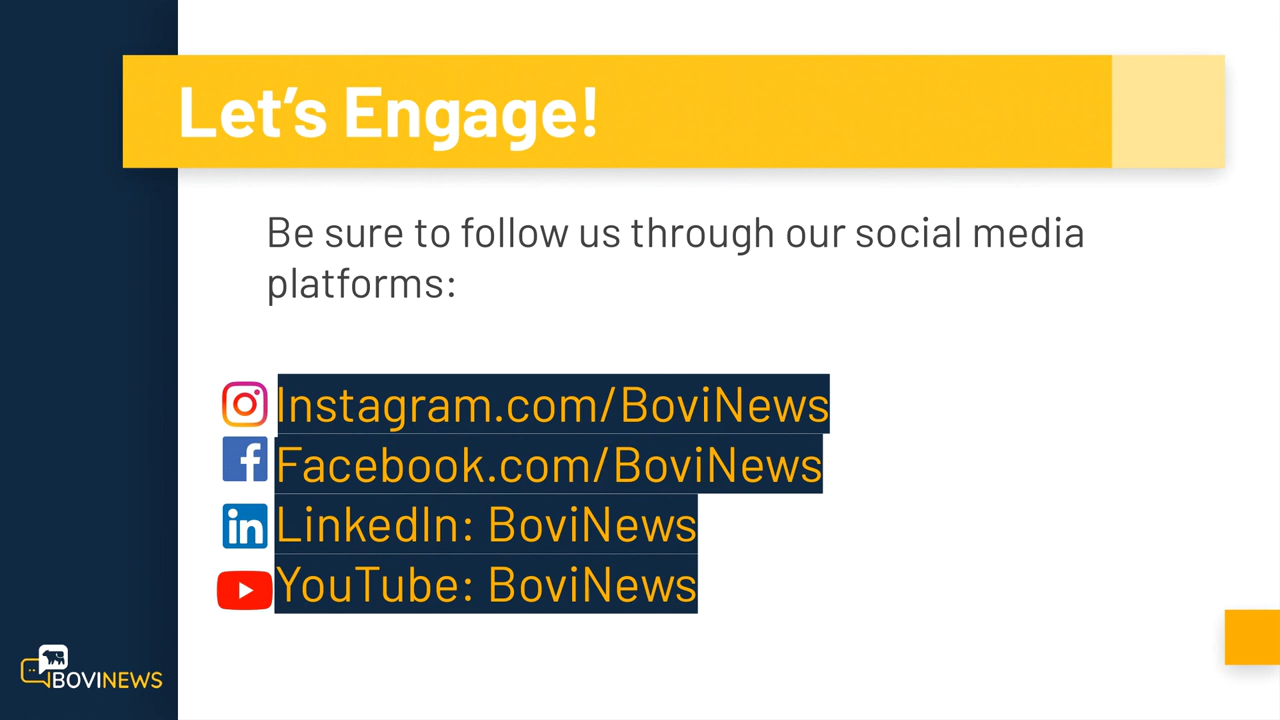 Let's Engage!
Be sure to follow us through our social media
platforms:
Instagram.com/BoviNews
Facebook.com/BoviNews
in LinkedIn: BoviNews
YouTube: BoviNews
BOVINEWS